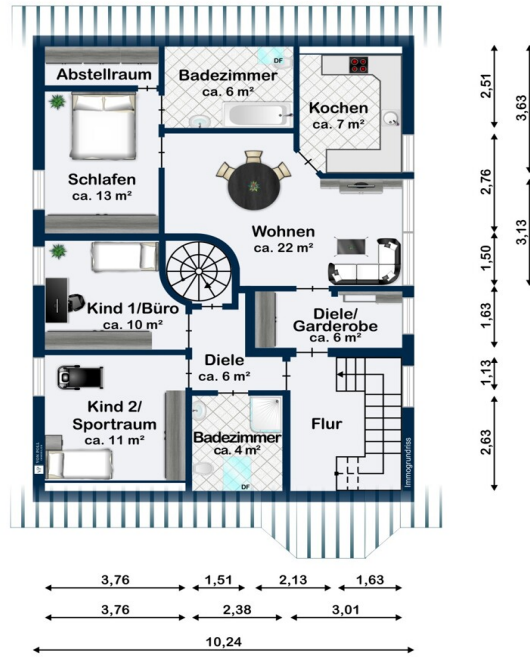 Abstellraum
Badezimmer
ca. 6 m²
DF
Kochen
ca. 7 m²
Schlafen
ca. 13 m²
Wohnen
ca. 22 m²
Kind 1/Büro
ca. 10 m²
Diele/
Garderobe
ca. 6 m²
Diele
ca. 6 m²
Kind 2/
Sportraum
ca. 11 m²
Badezimmer
ca. 4 m²
DF
Flur
Immogrundriss
2,51
3,63
2,76
3,13
1,50
1,63
1,13
2,63
3,76
1,51
2,13
1,63
3,76
2,38
3,01
10,24